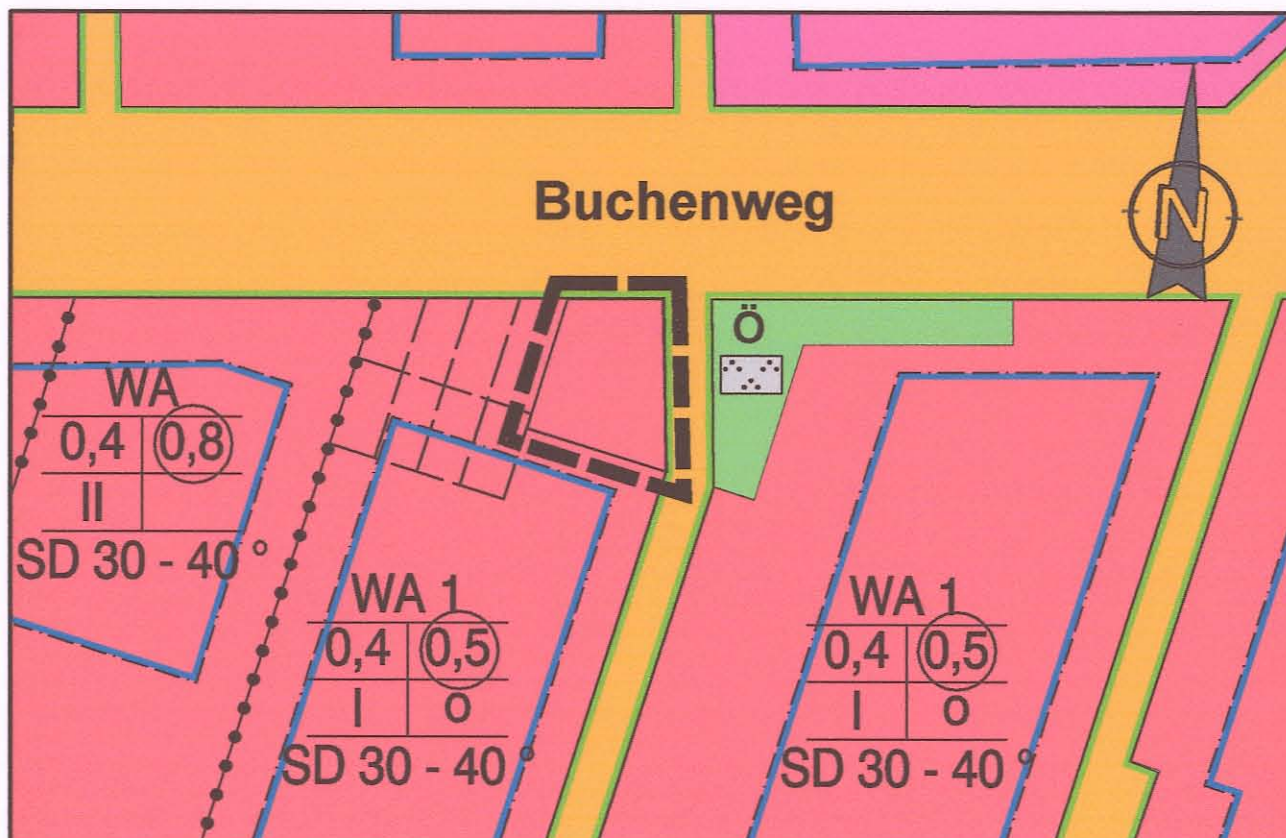 Buchenweg
N
Ö
WA
0,4 0,8
II
SD 30 - 40 °
WA 1
0,4 0,5
I o
SD 30 - 40 °
WA 1
0,4 0,5
I o
SD 30 - 40 °